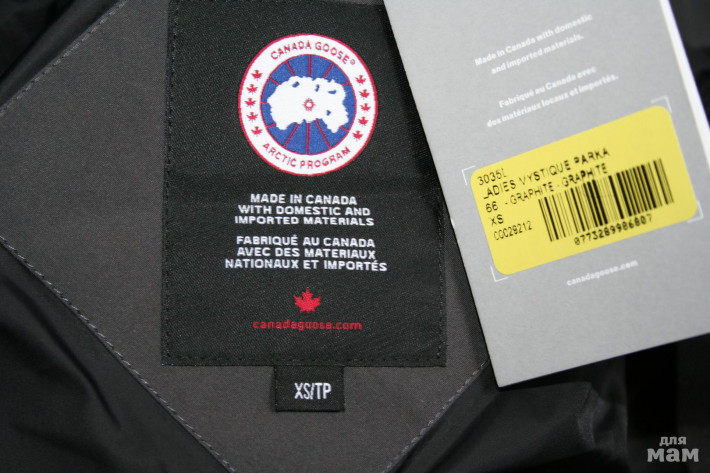 CANADA GOOSE®
ARCTIC PROGRAM
MADE IN CANADA
WITH DOMESTIC AND
IMPORTED MATERIALS
FABRIQUÉ AU CANADA
AVEC DES MATERIAUX
NATIONAUX ET IMPORTÉS
canadagoose.com
XS/TP
Made in Canada with domestic
and imported materials.
Fabriqué au Canada avec
des matériaux locaux et importés.
LADIES MYSTIQUE PARKA
66 - GRAPHITE - GRAPHITE
XS
C0029212
0773289986807
canadagoose.com
для
мам